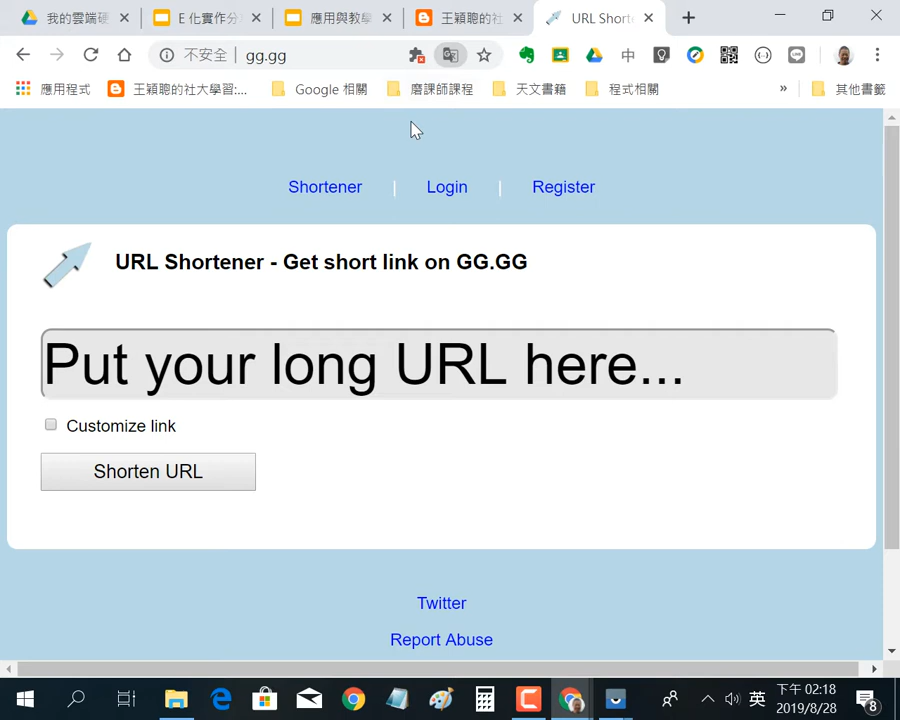 我的雲端硬
E 化實作分
應用與教學
王穎聰的社
URL Short
不安全 gg.gg
中
LINE
應用程式
王穎聰的社大學習:...
Google 相關
磨課師課程
天文書籍
程式相關
»
其他書籤
Shortener | Login | Register
URL Shortener - Get short link on GG.GG
Put your long URL here...
Customize link
Shorten URL
Twitter
Report Abuse
英
下午 02:18
2019/8/28
8